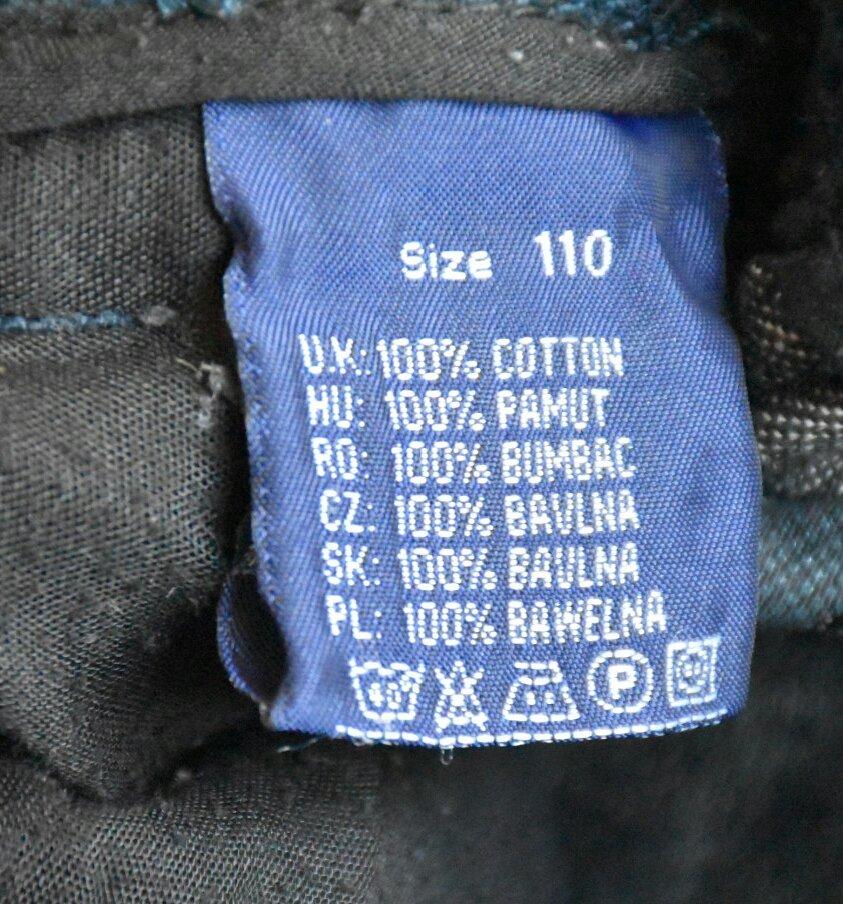 Size 110
U.K: 100% COTTON
HU: 100% PAMUT
RO: 100% BUMBAC
CZ: 100% BAVLNA
SK: 100% BAVLNA
PL: 100% BAWELNA
40 P